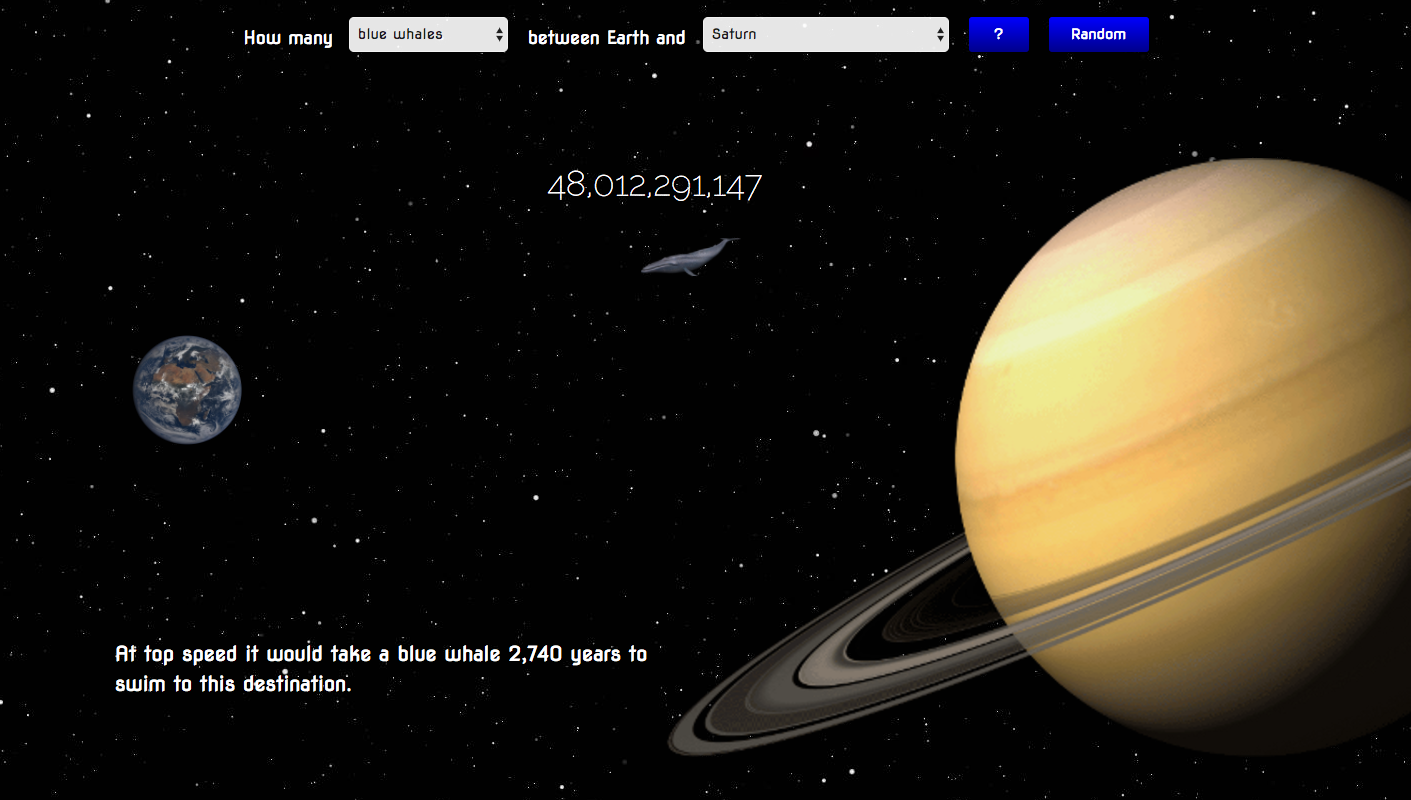 How many blue whales between Earth and Saturn ? Random
48,012,291,147
At top speed it would take a blue whale 2,740 years to
swim to this destination.